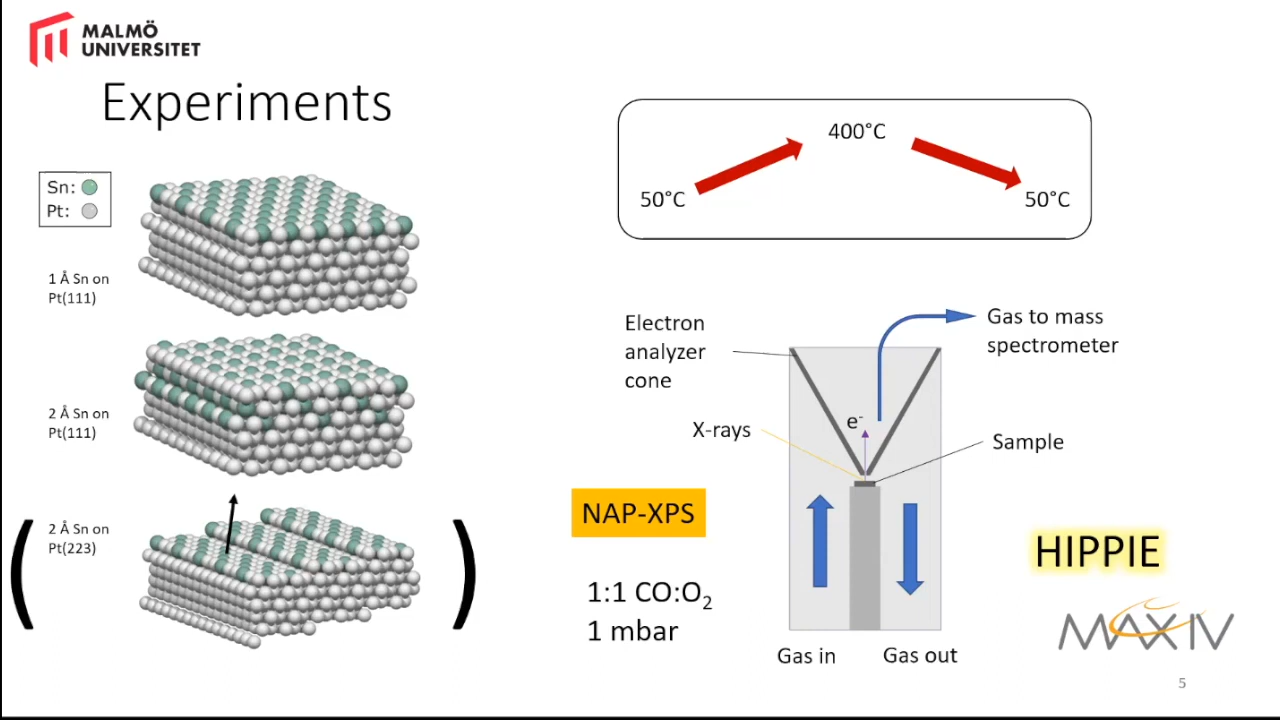 MALMÖ
UNIVERSITET
Experiments
Sn:
Pt:
1 Å Sn on
Pt(111)
2 Å Sn on
Pt(111)
2 Å Sn on
Pt(223)
400°C
50°C
50°C
Electron
analyzer
cone
Gas to mass
spectrometer
e⁻
X-rays
Sample
NAP-XPS
1:1 CO:O₂
1 mbar
Gas in
Gas out
HIPPIE
MAX IV
5